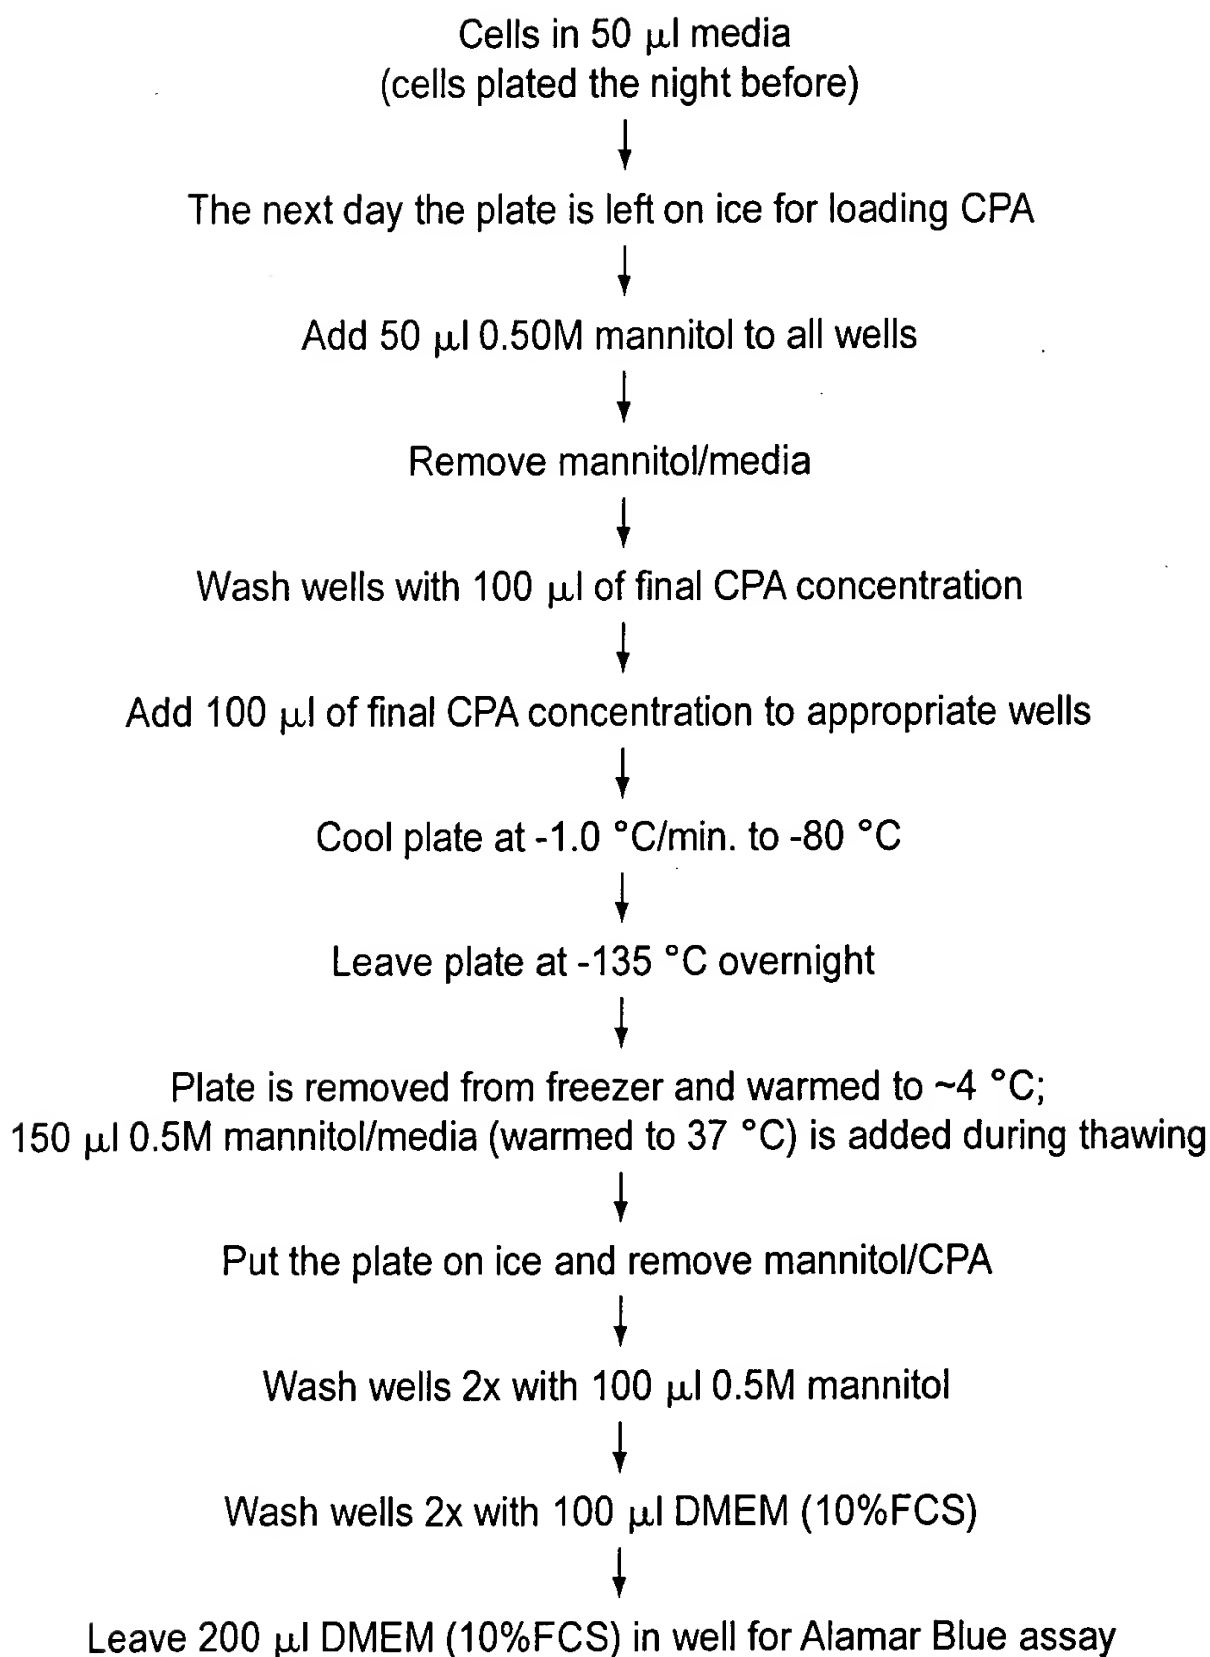 Cells in 50 μl media
(cells plated the night before)
The next day the plate is left on ice for loading CPA
Add 50 μl 0.50M mannitol to all wells
Remove mannitol/media
Wash wells with 100 μl of final CPA concentration
Add 100 μl of final CPA concentration to appropriate wells
Cool plate at -1.0 °C/min. to -80 °C
Leave plate at -135 °C overnight
Plate is removed from freezer and warmed to ~4 °C;
150 μl 0.5M mannitol/media (warmed to 37 °C) is added during thawing
Put the plate on ice and remove mannitol/CPA
Wash wells 2x with 100 μl 0.5M mannitol
Wash wells 2x with 100 μl DMEM (10%FCS)
Leave 200 μl DMEM (10%FCS) in well for Alamar Blue assay